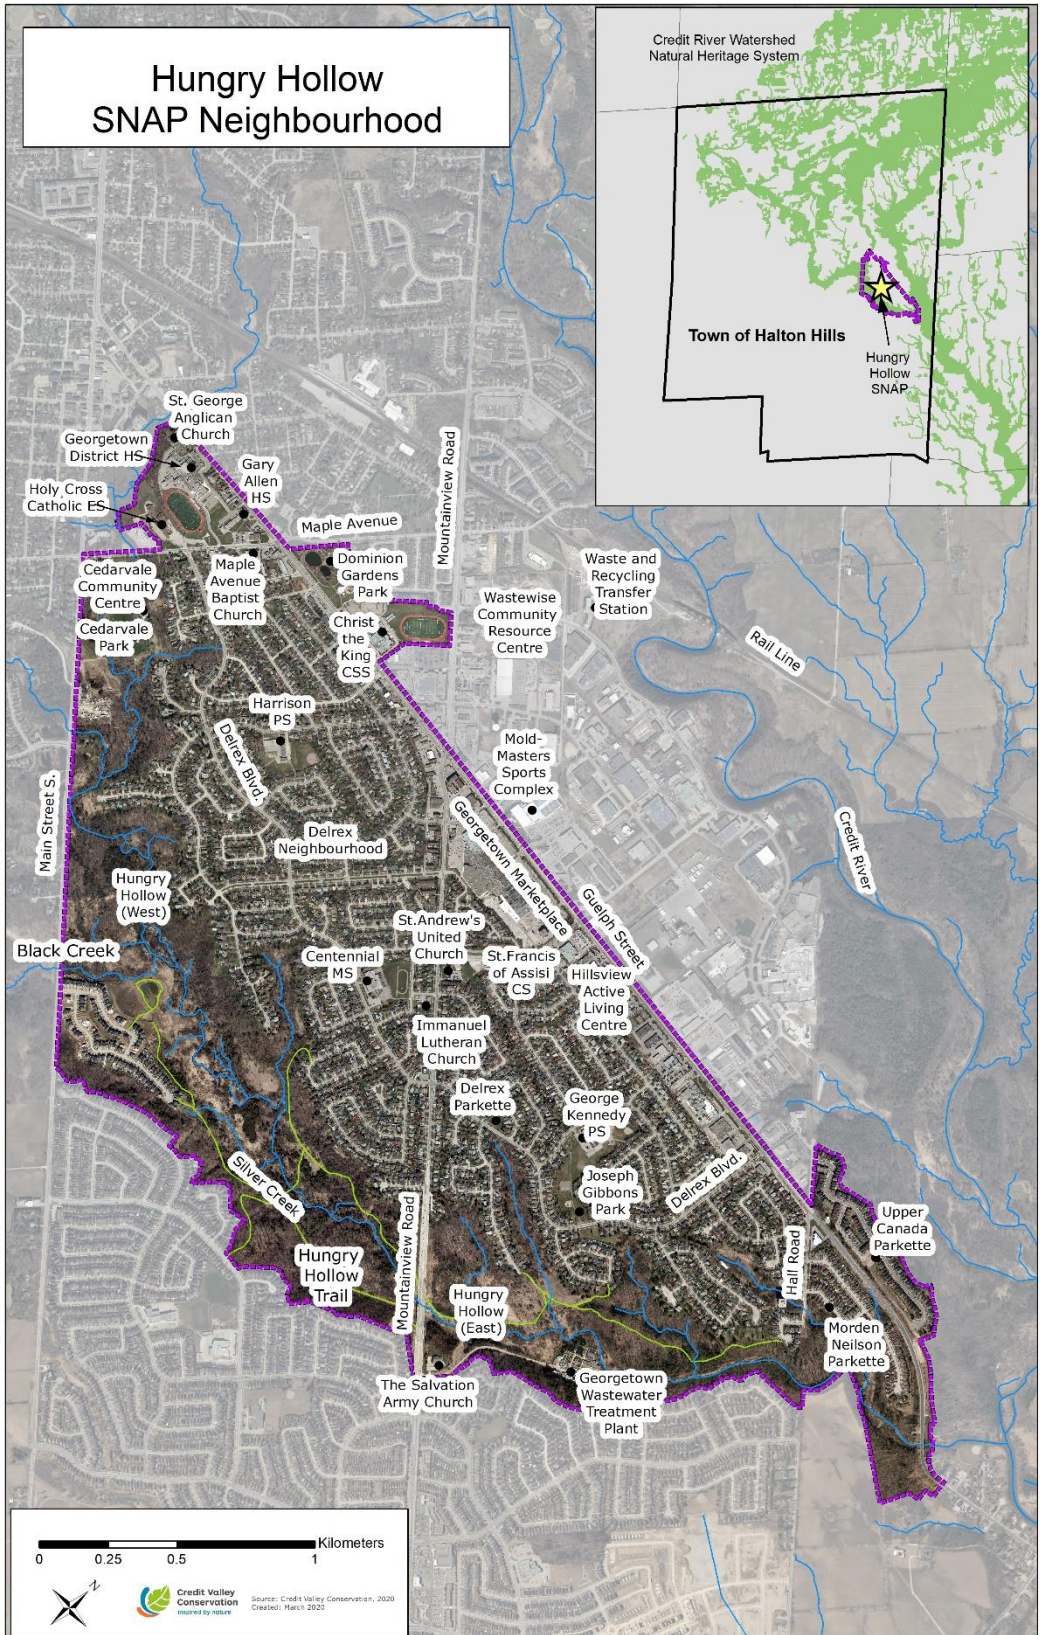 Hungry Hollow
SNAP Neighbourhood
Credit River Watershed
Natural Heritage System
Town of Halton Hills
Hungry
Hollow
SNAP
St. George
Anglican
Church
Georgetown
District HS
Gary
Allen
HS
Holy Cross
Catholic ES
Maple Avenue
Mountainview Road
Cedarvale
Community
Centre
Cedarvale
Park
Maple
Avenue
Baptist
Church
Dominion
Gardens
Park
Christ
the
King
CSS
Wastewise
Community
Resource
Centre
Waste and
Recycling
Transfer
Station
Rail Line
Harrison
PS
Delrex Blvd.
Mold-
Masters
Sports
Complex
Main Street S.
Delrex
Neighbourhood
Georgetown Marketplace
Guelph Street
Credit River
Hungry
Hollow
(West)
Black Creek
Centennial
MS
St.Andrew's
United
Church
St.Francis
of Assisi
CS
Hillsview
Active
Living
Centre
Immanuel
Lutheran
Church
Delrex
Parkette
George
Kennedy
PS
Silver Creek
Joseph
Gibbons
Park
Delrex Blvd.
Upper
Canada
Parkette
Hungry
Hollow
Trail
Mountainview Road
Hungry
Hollow
(East)
Hall Road
Morden
Neilson
Parkette
The Salvation
Army Church
Georgetown
Wastewater
Treatment
Plant
Kilometers
0 0.25 0.5 1
N
Credit Valley
Conservation
inspired by nature
Source: Credit Valley Conservation, 2020
Created: March 2020